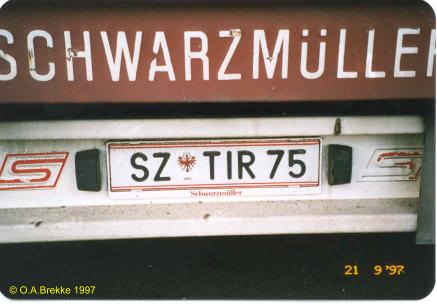 SCHWARZMÜLLER
SZ TIR 75
Schwarzmüller
21 9 '97
© O.A.Brekke 1997